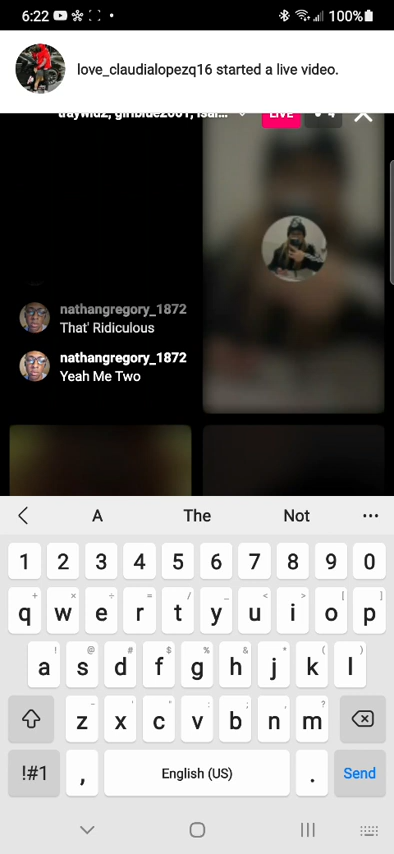 6:22 100%
love_claudialopezq16 started a live video.
LIVE 4
nathangregory_1872
That' Ridiculous
nathangregory_1872
Yeah Me Two
A The Not
1 2 3 4 5 6 7 8 9 0
+ × ÷ = / _ < > [ ]
q w e r t y u i o p
! @ # $ % ^ & * ( )
a s d f g h j k l
- ' " : ; , ?
z x c v b n m
!#1 , English (US) . Send